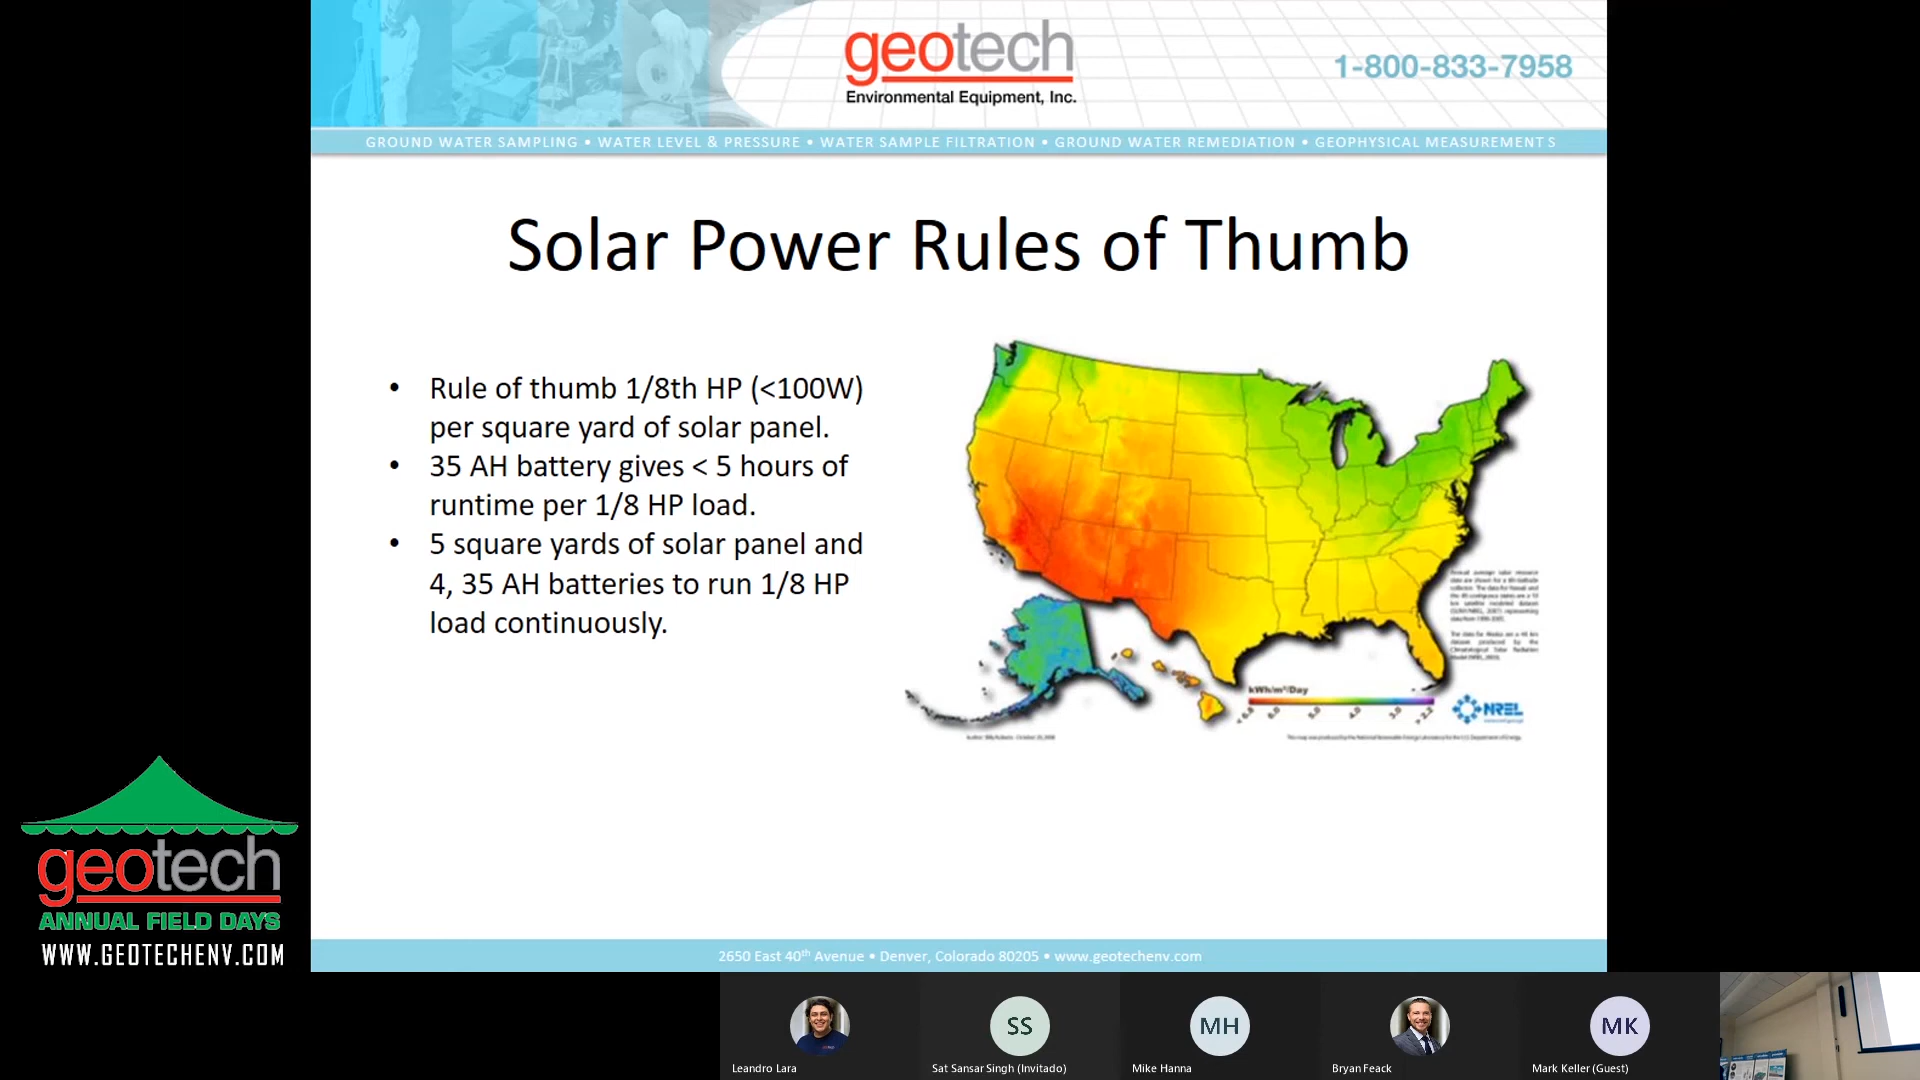 geotech
Environmental Equipment, Inc.
1-800-833-7958
GROUND WATER SAMPLING • WATER LEVEL & PRESSURE • WATER SAMPLE FILTRATION • GROUND WATER REMEDIATION • GEOPHYSICAL MEASUREMENTS
Solar Power Rules of Thumb
• Rule of thumb 1/8th HP (<100W)
per square yard of solar panel.
• 35 AH battery gives < 5 hours of
runtime per 1/8 HP load.
• 5 square yards of solar panel and
4, 35 AH batteries to run 1/8 HP
load continuously.
kWh/m²/Day
NREL
geotech
ANNUAL FIELD DAYS
WWW.GEOTECHENV.COM
2650 East 40th Avenue • Denver, Colorado 80205 • www.geotechenv.com
SS
MH
MK
Leandro Lara
Sat Sansar Singh (Invitado)
Mike Hanna
Bryan Feack
Mark Keller (Guest)